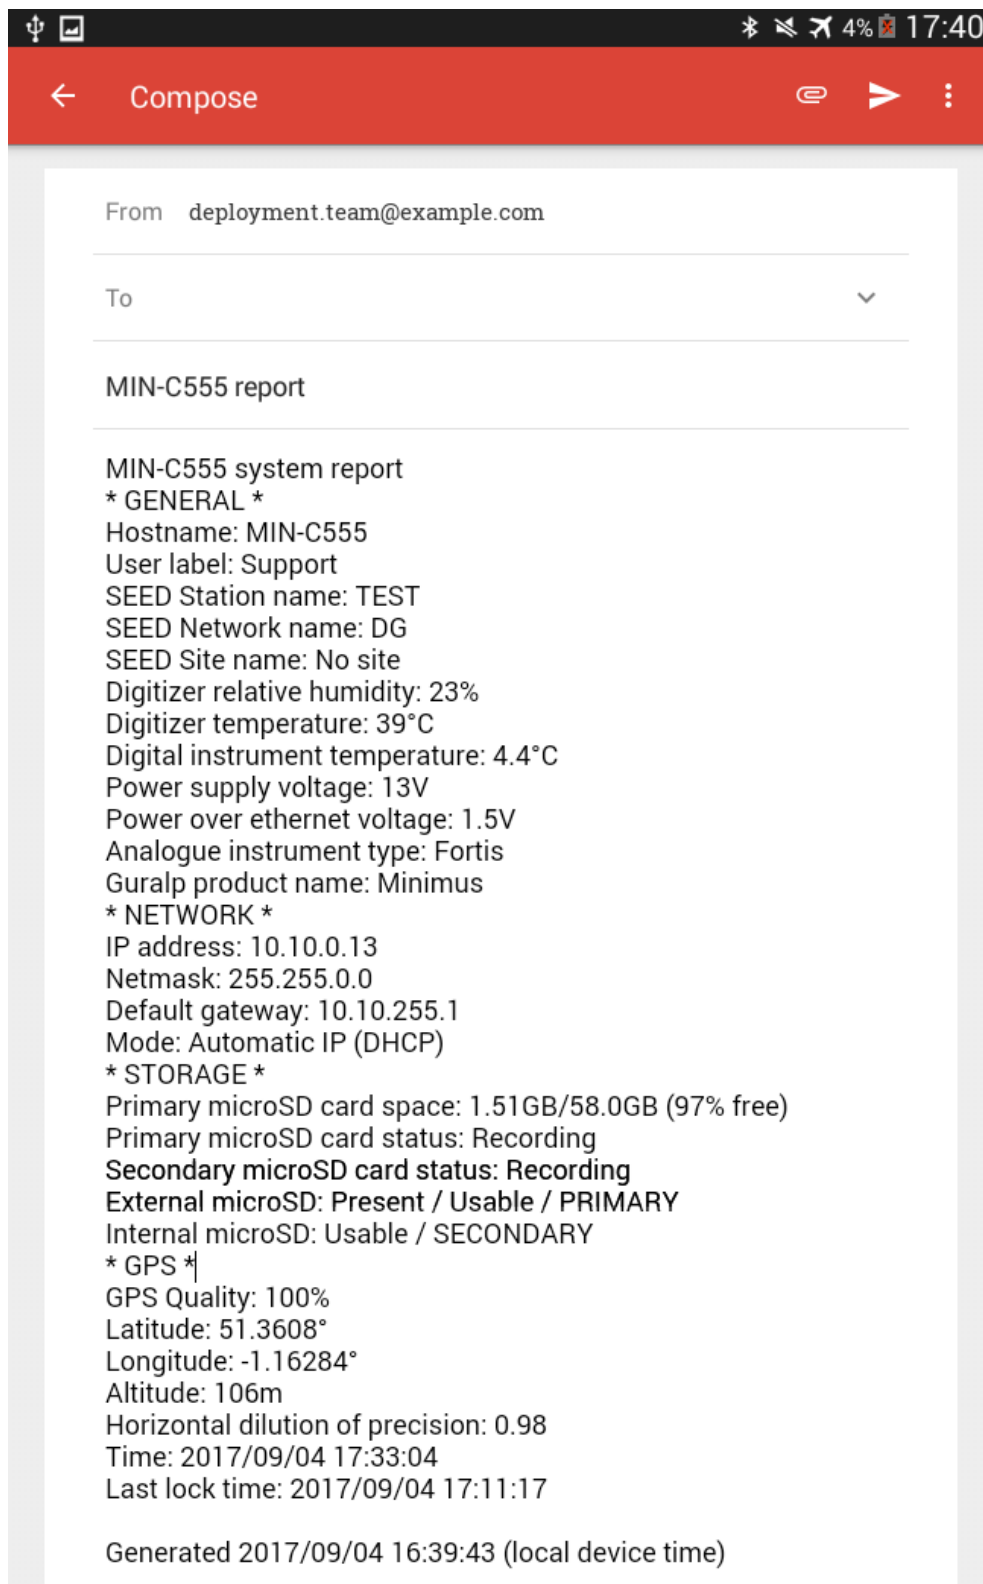 4% 17:40
Compose
From deployment.team@example.com
To
MIN-C555 report
MIN-C555 system report
* GENERAL *
Hostname: MIN-C555
User label: Support
SEED Station name: TEST
SEED Network name: DG
SEED Site name: No site
Digitizer relative humidity: 23%
Digitizer temperature: 39°C
Digital instrument temperature: 4.4°C
Power supply voltage: 13V
Power over ethernet voltage: 1.5V
Analogue instrument type: Fortis
Guralp product name: Minimus
* NETWORK *
IP address: 10.10.0.13
Netmask: 255.255.0.0
Default gateway: 10.10.255.1
Mode: Automatic IP (DHCP)
* STORAGE *
Primary microSD card space: 1.51GB/58.0GB (97% free)
Primary microSD card status: Recording
Secondary microSD card status: Recording
External microSD: Present / Usable / PRIMARY
Internal microSD: Usable / SECONDARY
* GPS *
GPS Quality: 100%
Latitude: 51.3608°
Longitude: -1.16284°
Altitude: 106m
Horizontal dilution of precision: 0.98
Time: 2017/09/04 17:33:04
Last lock time: 2017/09/04 17:11:17
Generated 2017/09/04 16:39:43 (local device time)